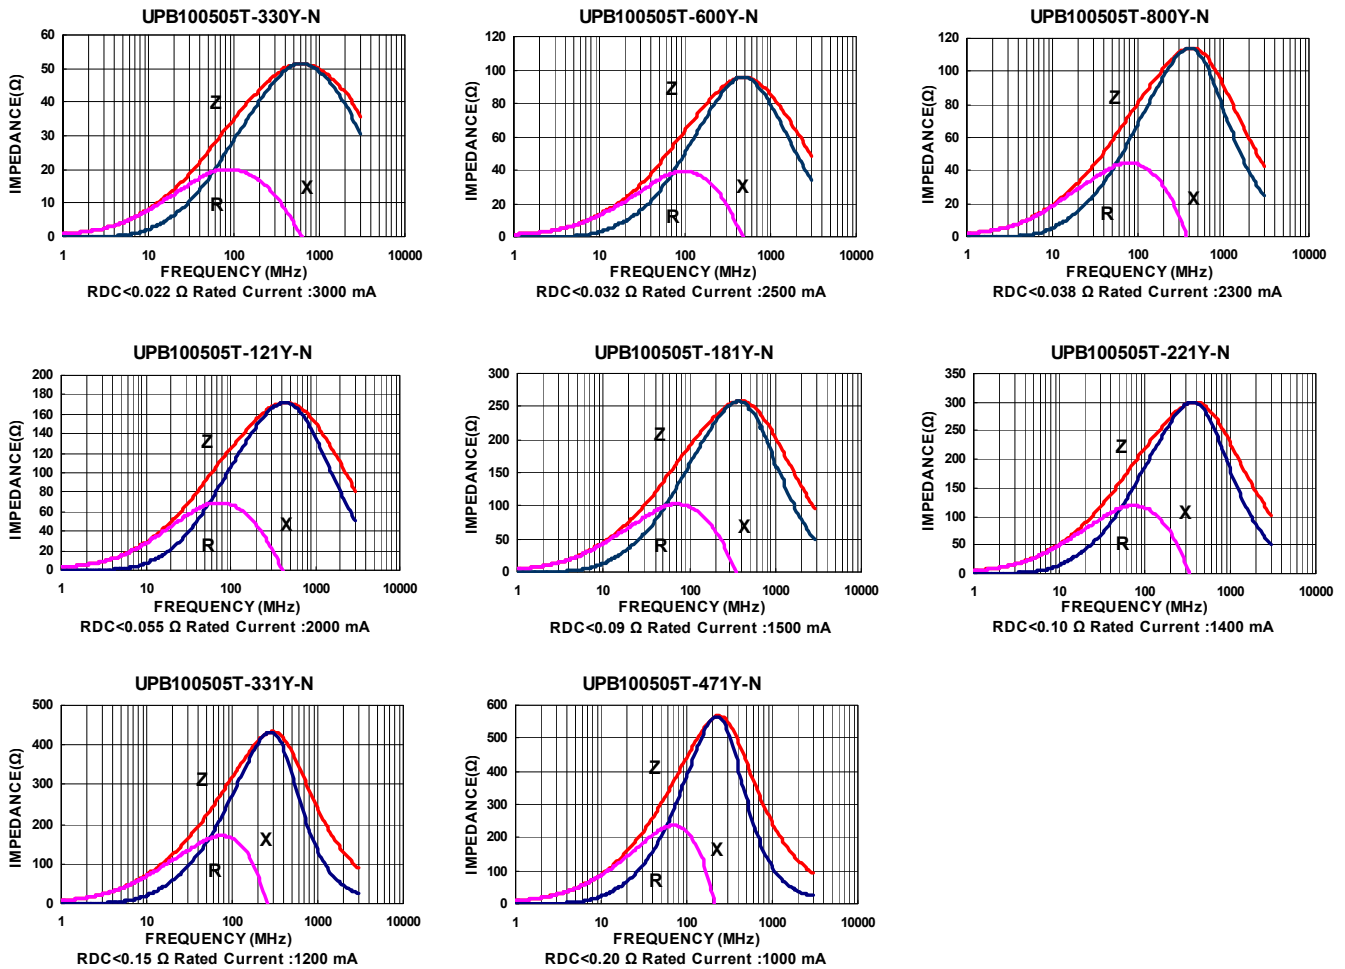 UPB100505T-330Y-N
IMPEDANCE(Ω)
60
50
40
30
20
10
0
Z
R
X
1 10 100 1000 10000
FREQUENCY (MHz)
RDC<0.022 Ω Rated Current :3000 mA
UPB100505T-600Y-N
IMPEDANCE(Ω)
120
100
80
60
40
20
0
Z
R
X
1 10 100 1000 10000
FREQUENCY (MHz)
RDC<0.032 Ω Rated Current :2500 mA
UPB100505T-800Y-N
IMPEDANCE(Ω)
120
100
80
60
40
20
0
Z
R
X
1 10 100 1000 10000
FREQUENCY (MHz)
RDC<0.038 Ω Rated Current :2300 mA
UPB100505T-121Y-N
IMPEDANCE(Ω)
200
180
160
140
120
100
80
60
40
20
0
Z
R
X
1 10 100 1000 10000
FREQUENCY (MHz)
RDC<0.055 Ω Rated Current :2000 mA
UPB100505T-181Y-N
IMPEDANCE(Ω)
300
250
200
150
100
50
0
Z
R
X
1 10 100 1000 10000
FREQUENCY (MHz)
RDC<0.09 Ω Rated Current :1500 mA
UPB100505T-221Y-N
IMPEDANCE(Ω)
350
300
250
200
150
100
50
0
Z
R
X
1 10 100 1000 10000
FREQUENCY (MHz)
RDC<0.10 Ω Rated Current :1400 mA
UPB100505T-331Y-N
IMPEDANCE(Ω)
500
400
300
200
100
0
Z
R
X
1 10 100 1000 10000
FREQUENCY (MHz)
RDC<0.15 Ω Rated Current :1200 mA
UPB100505T-471Y-N
IMPEDANCE(Ω)
600
500
400
300
200
100
0
Z
R
X
1 10 100 1000 10000
FREQUENCY (MHz)
RDC<0.20 Ω Rated Current :1000 mA